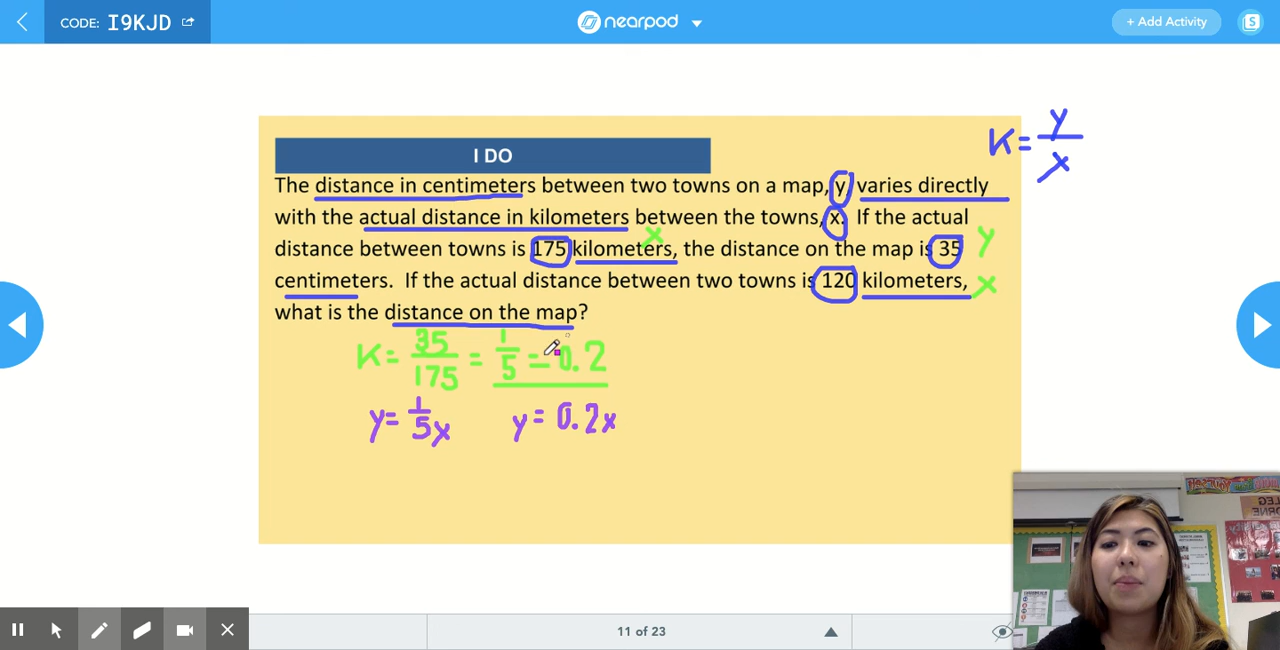 CODE: I9KJD
nearpod
+ Add Activity
S
K = y/x
I DO
The distance in centimeters between two towns on a map, y, varies directly
with the actual distance in kilometers between the towns, x. If the actual
x
y
distance between towns is 175 kilometers, the distance on the map is 35
centimeters. If the actual distance between two towns is 120 kilometers, x
what is the distance on the map?
K = 35/175 = 1/5 = 0.2
y = 1/5 x y = 0.2x
11 of 23